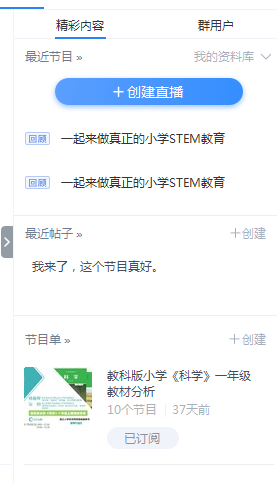 精彩内容 群用户
最近节目 » 我的资料库
＋创建直播
回顾 一起来做真正的小学STEM教育
回顾 一起来做真正的小学STEM教育
最近帖子 » ＋创建
我来了，这个节目真好。
节目单 » ＋创建
科 学
教科版小学《科学》一年级
教材分析
10个节目 37天前
已订阅